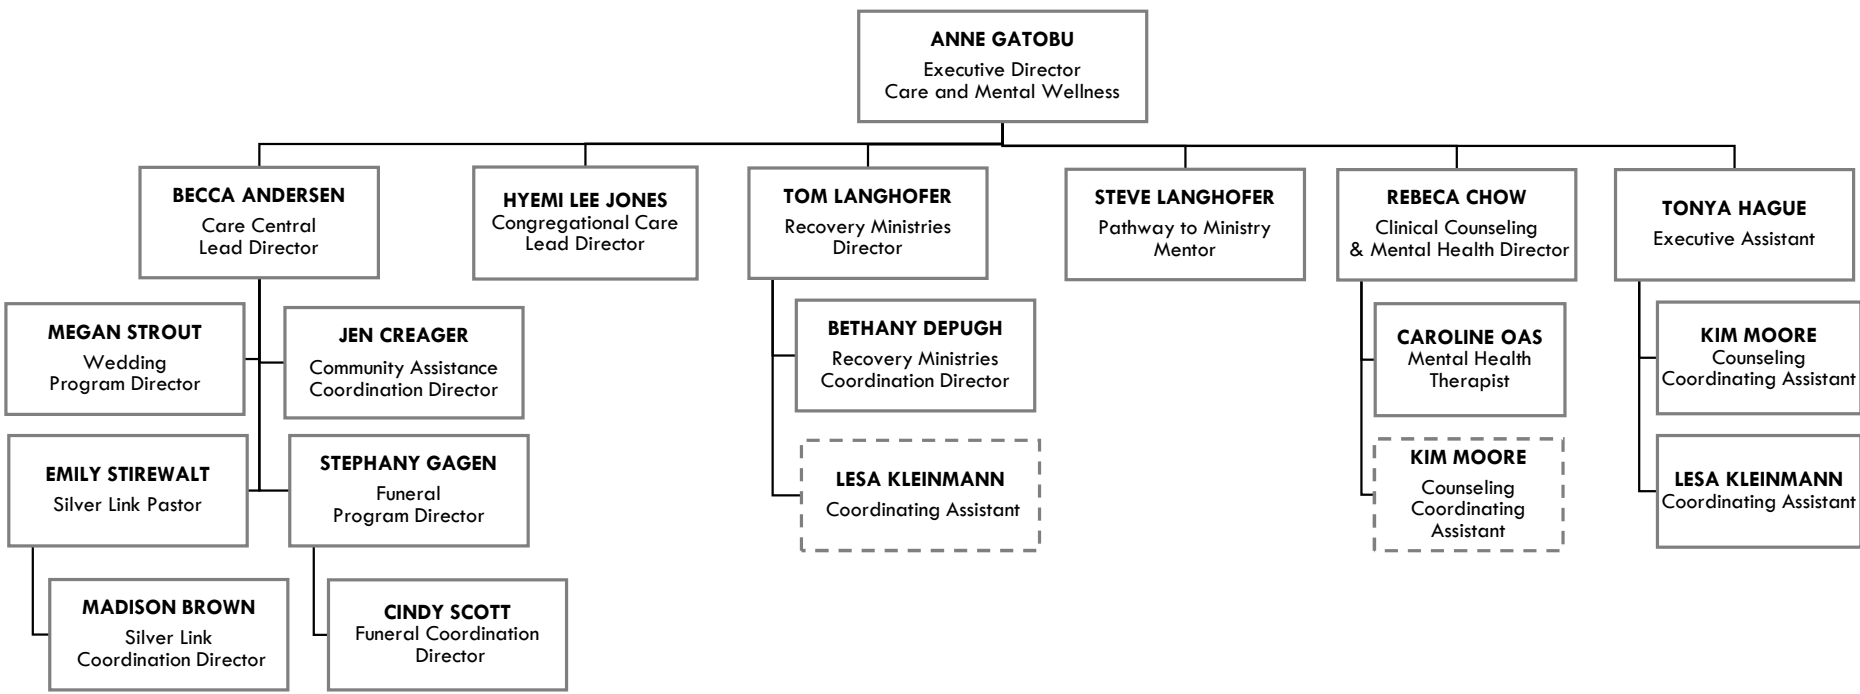 ANNE GATOBU
Executive Director
Care and Mental Wellness
BECCA ANDERSEN
Care Central
Lead Director
HYEMI LEE JONES
Congregational Care
Lead Director
TOM LANGHOFER
Recovery Ministries
Director
STEVE LANGHOFER
Pathway to Ministry
Mentor
REBECA CHOW
Clinical Counseling
& Mental Health Director
TONYA HAGUE
Executive Assistant
MEGAN STROUT
Wedding
Program Director
JEN CREAGER
Community Assistance
Coordination Director
BETHANY DEPUGH
Recovery Ministries
Coordination Director
CAROLINE OAS
Mental Health
Therapist
KIM MOORE
Counseling
Coordinating Assistant
EMILY STIREWALT
Silver Link Pastor
STEPHANY GAGEN
Funeral
Program Director
LESA KLEINMANN
Coordinating Assistant
KIM MOORE
Counseling
Coordinating
Assistant
LESA KLEINMANN
Coordinating Assistant
MADISON BROWN
Silver Link
Coordination Director
CINDY SCOTT
Funeral Coordination
Director